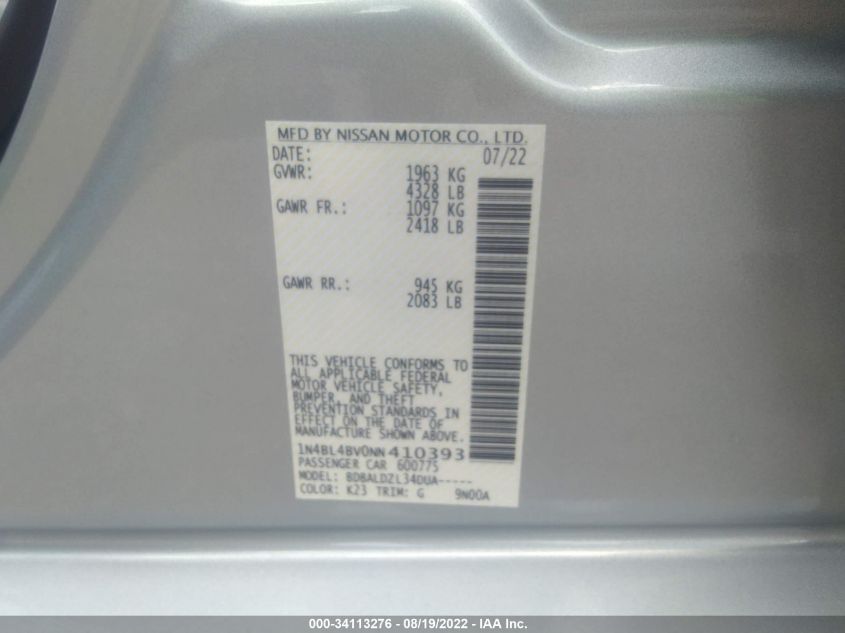 MFD BY NISSAN MOTOR CO., LTD.
DATE: 07/22
GVWR: 1963 KG
4328 LB
GAWR FR.: 1097 KG
2418 LB
GAWR RR.: 945 KG
2083 LB
THIS VEHICLE CONFORMS TO
ALL APPLICABLE FEDERAL
MOTOR VEHICLE SAFETY,
BUMPER, AND THEFT
PREVENTION STANDARDS IN
EFFECT ON THE DATE OF
MANUFACTURE SHOWN ABOVE.
1N4BL4BV0NN410393
PASSENGER CAR 600775
MODEL: BDBALDZL34DUA-----
COLOR: K23 TRIM: G 9N00A
000-34113276 - 08/19/2022 - IAA Inc.